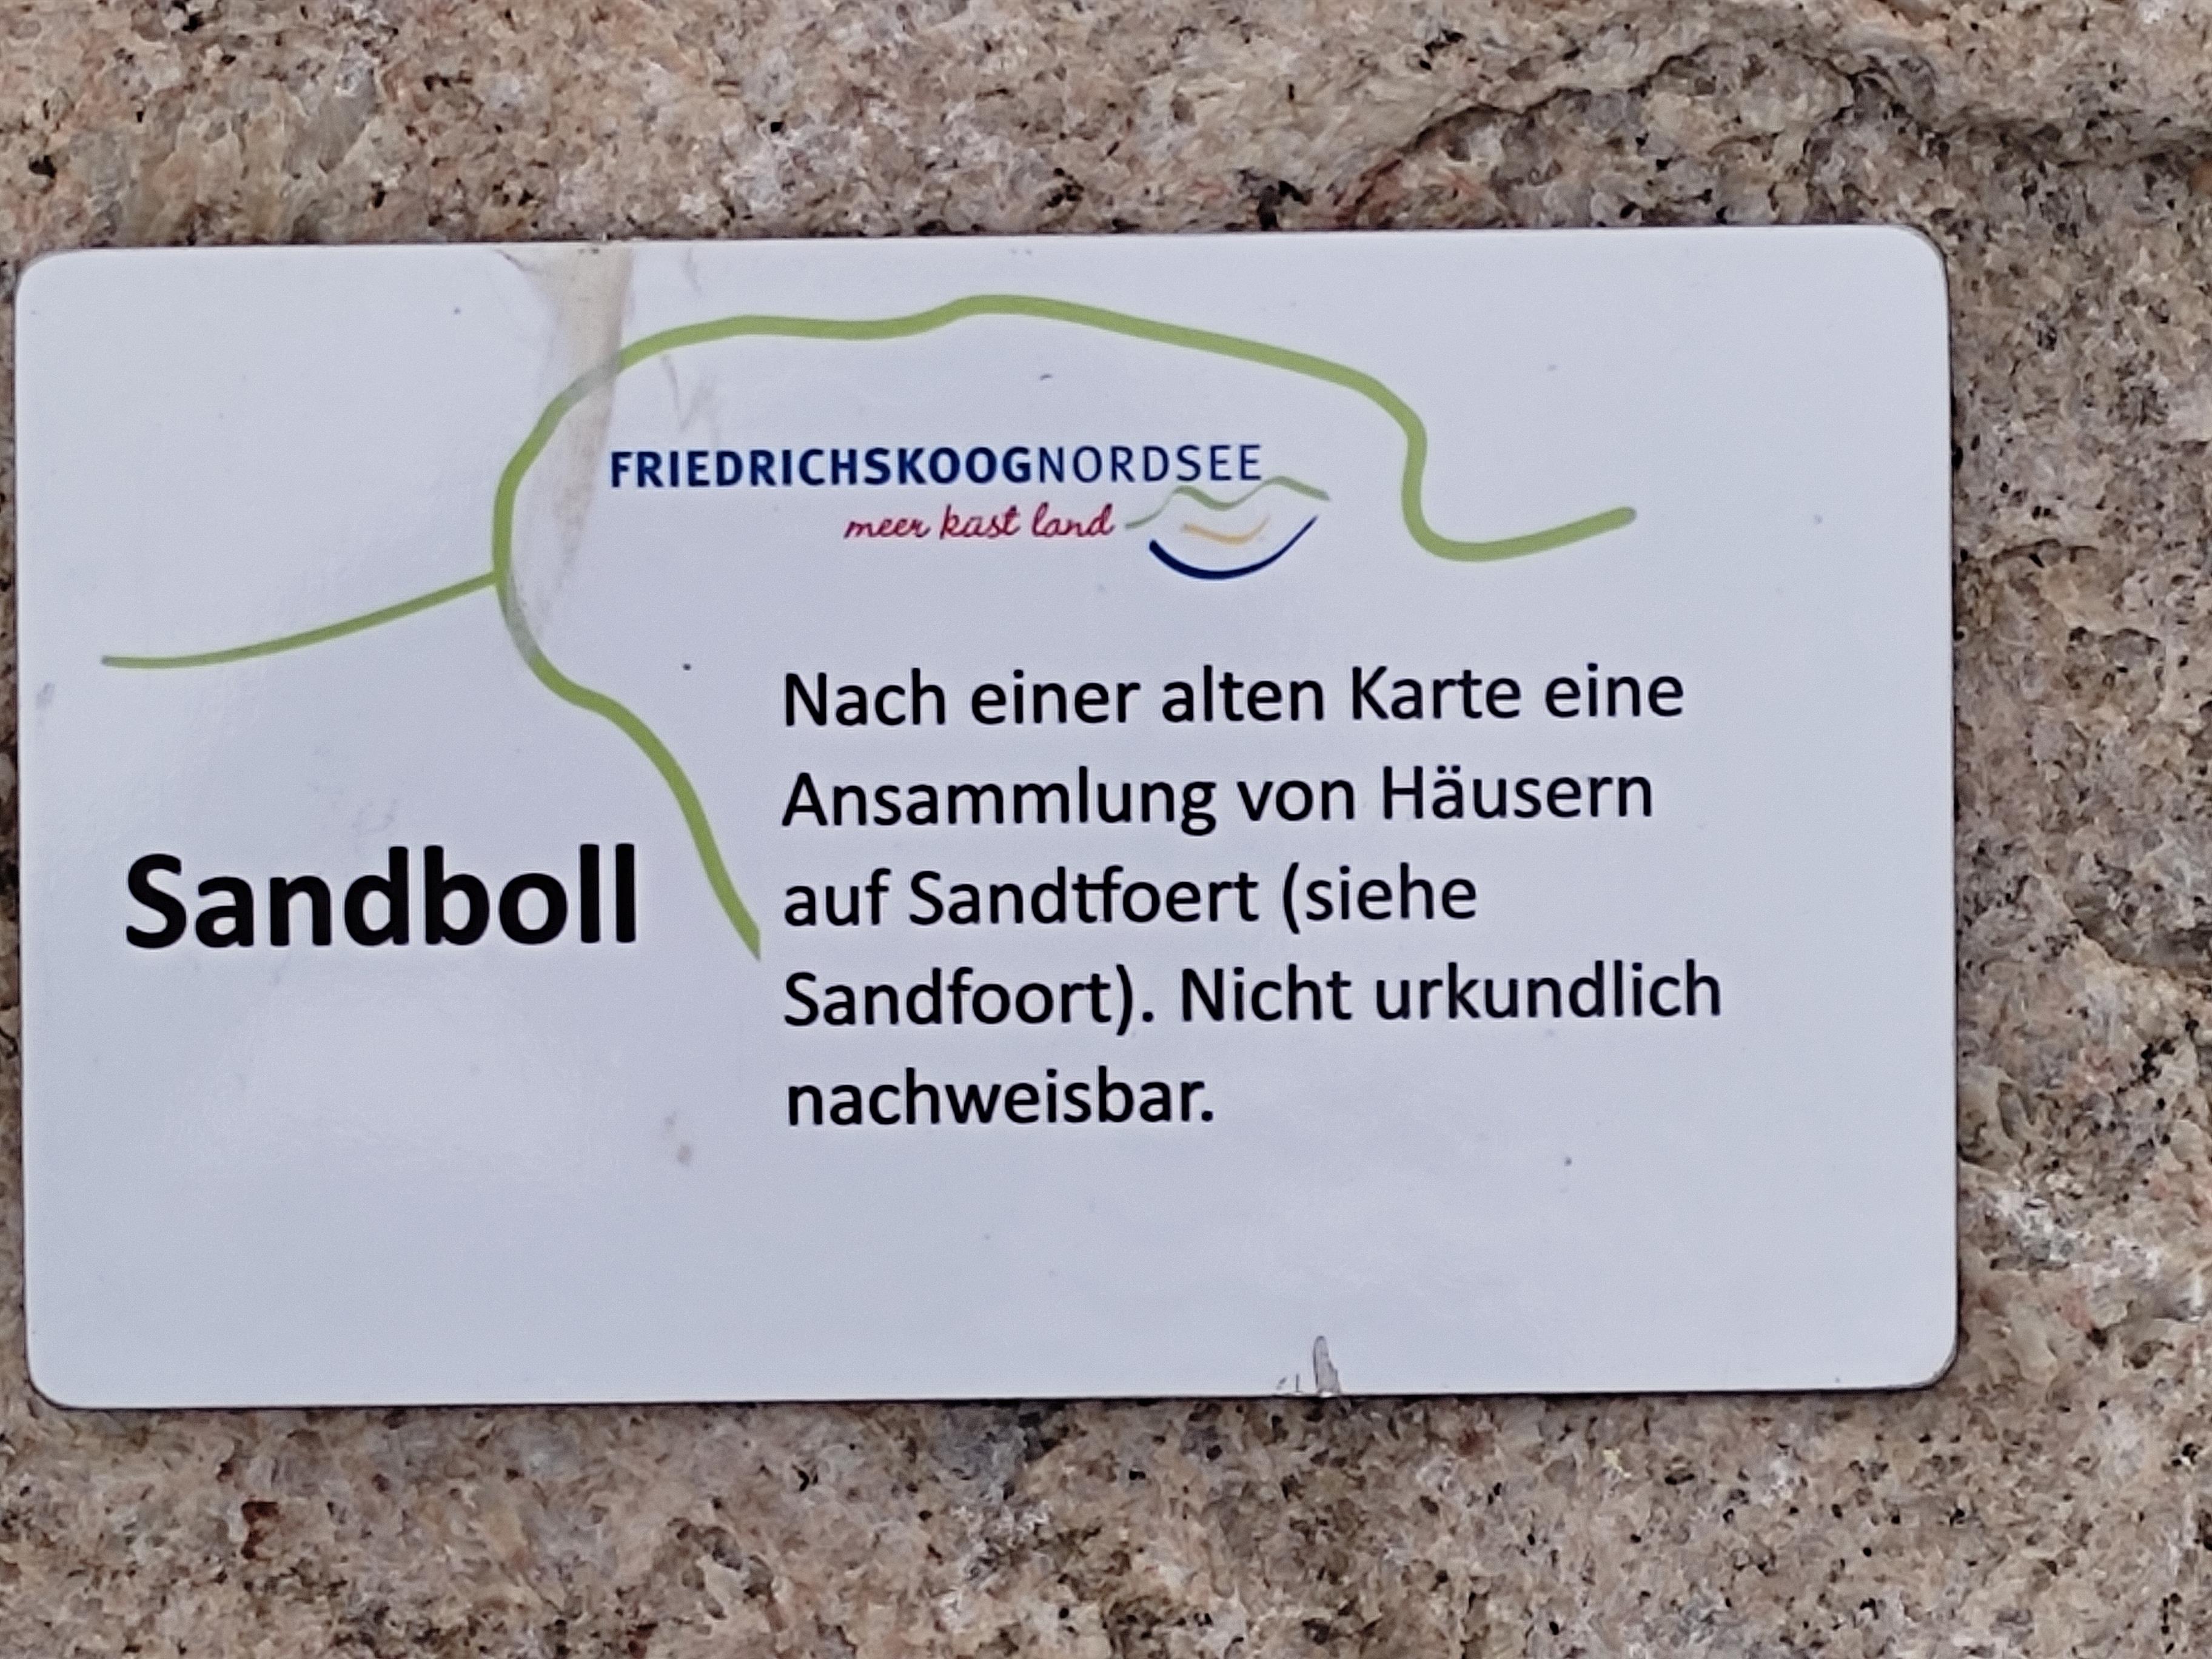 FRIEDRICHSKOOGNORDSEE
meer küst land
Sandboll
Nach einer alten Karte eine
Ansammlung von Häusern
auf Sandtfoert (siehe
Sandfoort). Nicht urkundlich
nachweisbar.